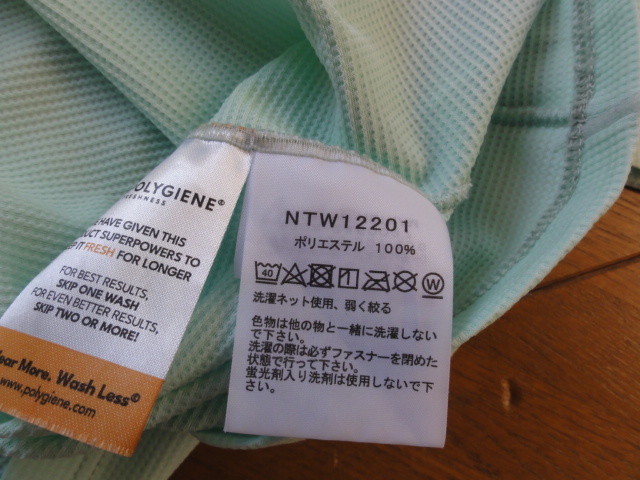 POLYGIENE®
FRESHNESS
HAVE GIVEN THIS
SUPERPOWERS TO
FRESH FOR LONGER
FOR BEST RESULTS,
SKIP ONE WASH
FOR EVEN BETTER RESULTS,
SKIP TWO OR MORE!
Wear More. Wash Less®
www.polygiene.com
NTW12201
ポリエステル 100%
40
W
洗濯ネット使用、弱く絞る
色物は他の物と一緒に洗濯しない
で下さい。
洗濯の際は必ずファスナーを閉めた
状態で行って下さい。
蛍光剤入り洗剤は使用しないで下
さい。